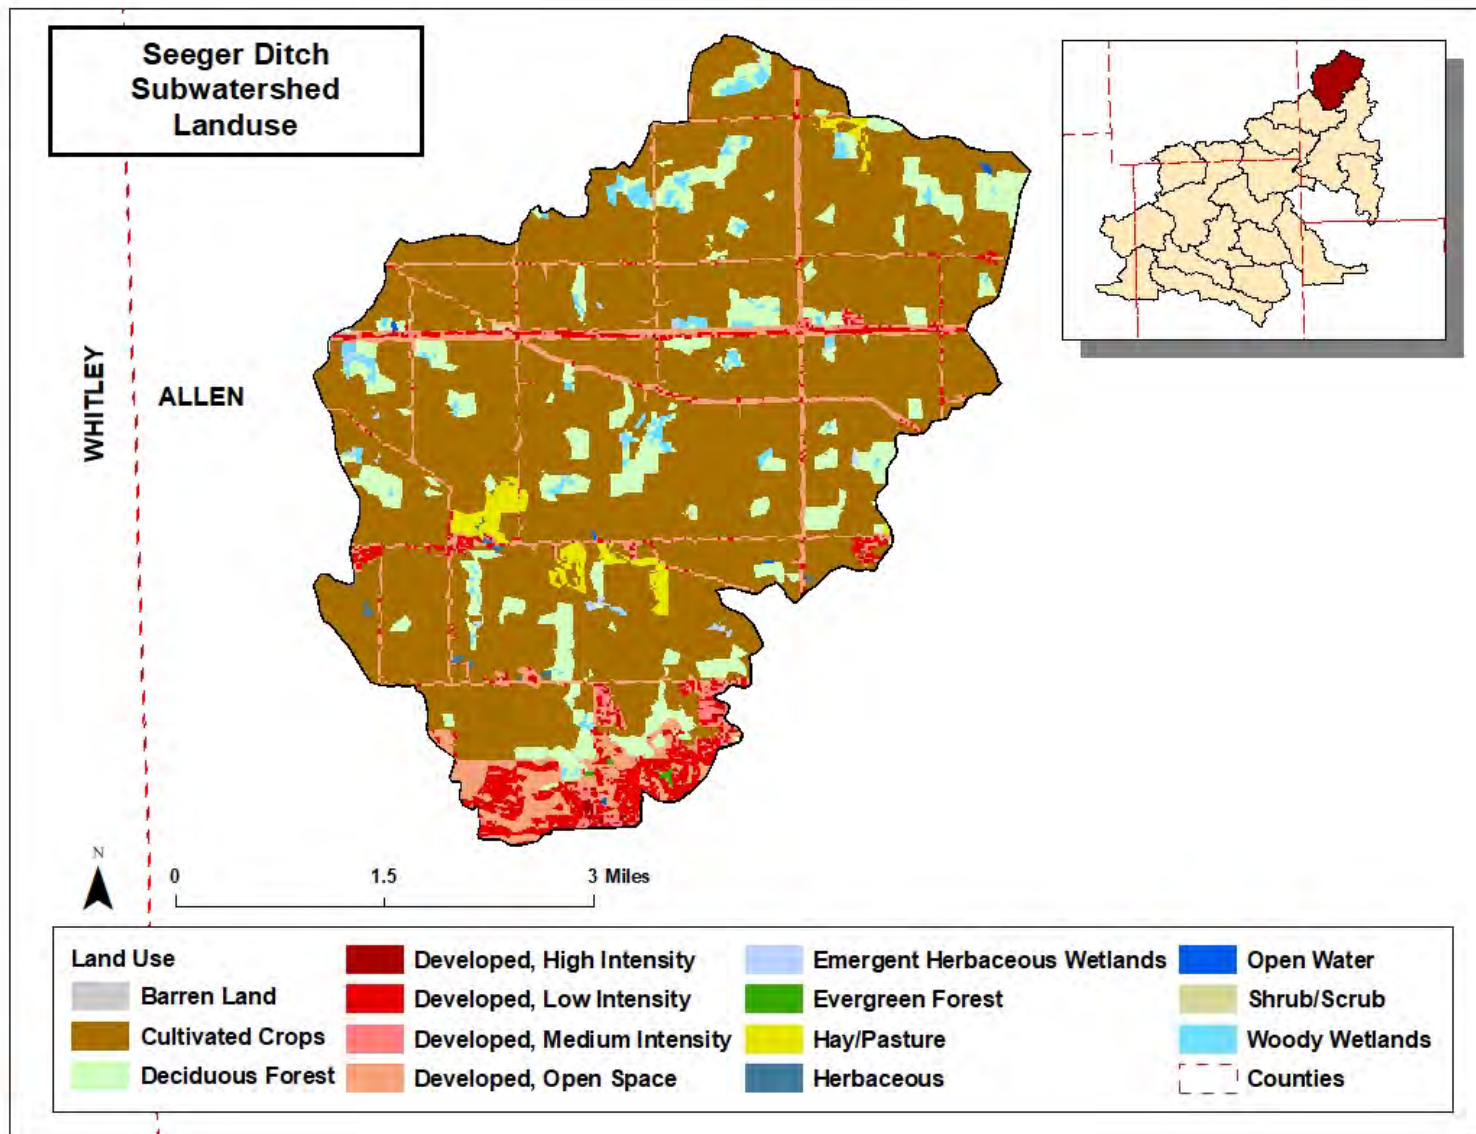 Seeger Ditch
Subwatershed
Landuse
WHITLEY
ALLEN
N
0 1.5 3 Miles
Land Use
Barren Land
Cultivated Crops
Deciduous Forest
Developed, High Intensity
Developed, Low Intensity
Developed, Medium Intensity
Developed, Open Space
Emergent Herbaceous Wetlands
Evergreen Forest
Hay/Pasture
Herbaceous
Open Water
Shrub/Scrub
Woody Wetlands
Counties